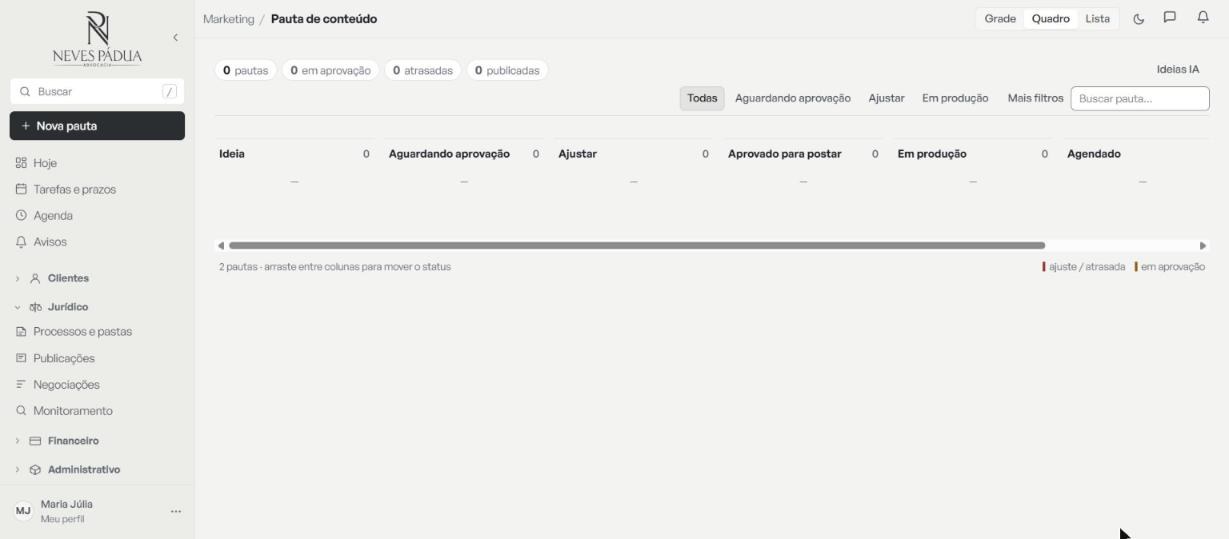 NEVES PÁDUA
ADVOCACIA
Buscar /
+ Nova pauta
Hoje
Tarefas e prazos
Agenda
Avisos
Clientes
Jurídico
Processos e pastas
Publicações
Negociações
Monitoramento
Financeiro
Administrativo
MJ Maria Júlia
Meu perfil
Marketing / Pauta de conteúdo
Grade Quadro Lista
0 pautas 0 em aprovação 0 atrasadas 0 publicadas
Ideias IA
Todas Aguardando aprovação Ajustar Em produção Mais filtros Buscar pauta...
Ideia 0 Aguardando aprovação 0 Ajustar 0 Aprovado para postar 0 Em produção 0 Agendado
— — — — — —
2 pautas · arraste entre colunas para mover o status
ajuste / atrasada em aprovação